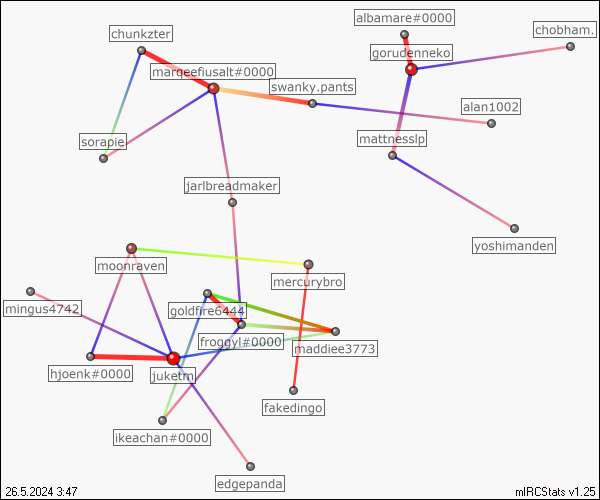 albamare#0000
chobham.
chunkzter
gorudenneko
marqeefiusalt#0000
swanky.pants
alan1002
sorapie
mattnesslp
jarlbreadmaker
yoshimanden
moonraven
mercurybro
mingus4742
goldfire6444
froggyl#0000
maddiee3773
hjoenk#0000
juketm
fakedingo
ikeachan#0000
edgepanda
26.5.2024 3:47
mIRCStats v1.25